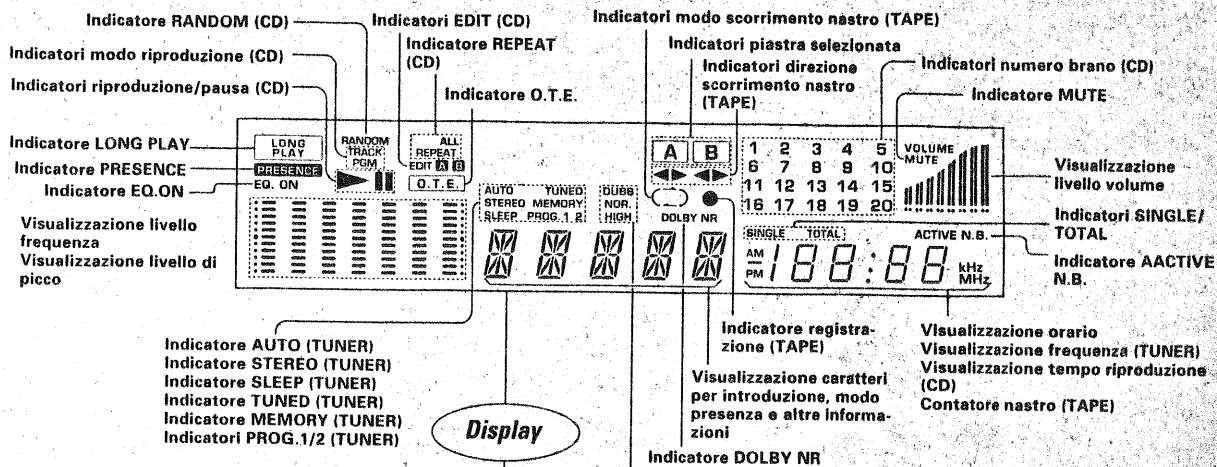 Indicatore RANDOM (CD)
Indicatori modo riproduzione (CD)
Indicatori riproduzione/pausa (CD)
Indicatore LONG PLAY
Indicatore PRESENCE
Indicatore EQ.ON
Visualizzazione livello
frequenza
Visualizzazione livello di
picco
Indicatori EDIT (CD)
Indicatore REPEAT
(CD)
Indicatore O.T.E.
Indicatori modo scorrimento nastro (TAPE)
Indicatori piastra selezionata
Indicatori direzione
scorrimento nastro
(TAPE)
Indicatori numero brano (CD)
Indicatore MUTE
LONG
PLAY
PRESENCE
EQ. ON
RANDOM
TRACK
PGM
ALL
REPEAT
EDIT A B
O.T.E.
AUTO TUNED
STEREO MEMORY
SLEEP PROG. 1 2
DUBB
NOR.
HIGH
A B
DOLBY NR
1 2 3 4 5
6 7 8 9 10
11 12 13 14 15
16 17 18 19 20
VOLUME
MUTE
SINGLE TOTAL
ACTIVE N.B.
AM
PM
188:88
kHz
MHz
Visualizzazione
livello volume
Indicatori SINGLE/
TOTAL
Indicatore AACTIVE
N.B.
Indicatore AUTO (TUNER)
Indicatore STEREO (TUNER)
Indicatore SLEEP (TUNER)
Indicatore TUNED (TUNER)
Indicatore MEMORY (TUNER)
Indicatori PROG.1/2 (TUNER)
Display
Indicatore registra-
zione (TAPE)
Visualizzazione caratteri
per introduzione, modo
presenza e altre informa-
zioni
Indicatore DOLBY NR
Visualizzazione orario
Visualizzazione frequenza (TUNER)
Visualizzazione tempo riproduzione
(CD)
Contatore nastro (TAPE)